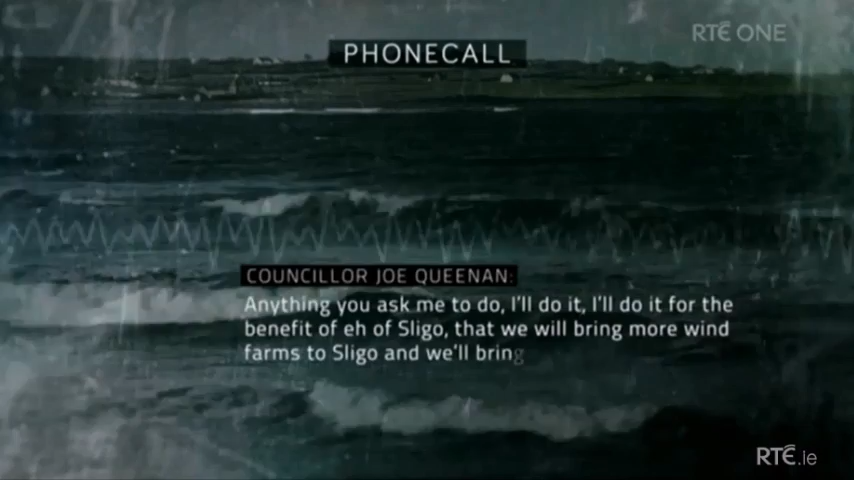 RTÉ ONE
PHONECALL
COUNCILLOR JOE QUEENAN:
Anything you ask me to do, I'll do it, I'll do it for the
benefit of eh of Sligo, that we will bring more wind
farms to Sligo and we'll bring
RTÉ.ie